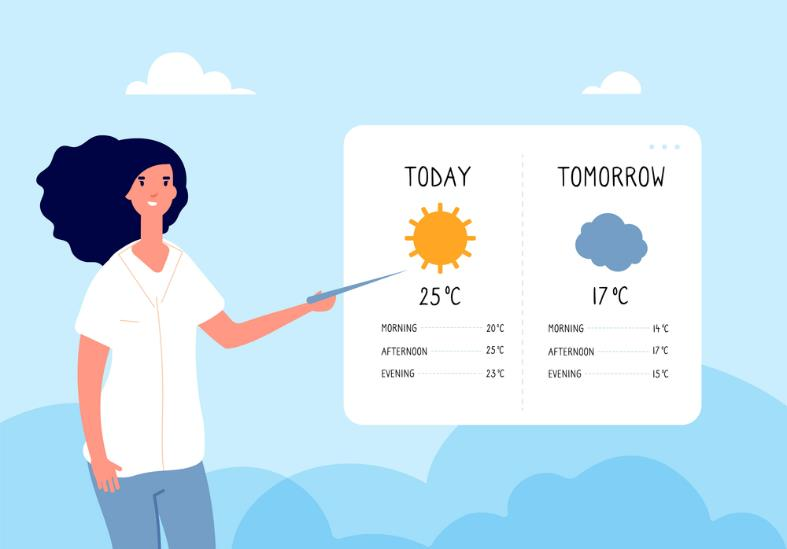 TODAY
25°C
MORNING 20°C
AFTERNOON 25°C
EVENING 23°C
TOMORROW
17°C
MORNING 14°C
AFTERNOON 17°C
EVENING 15°C